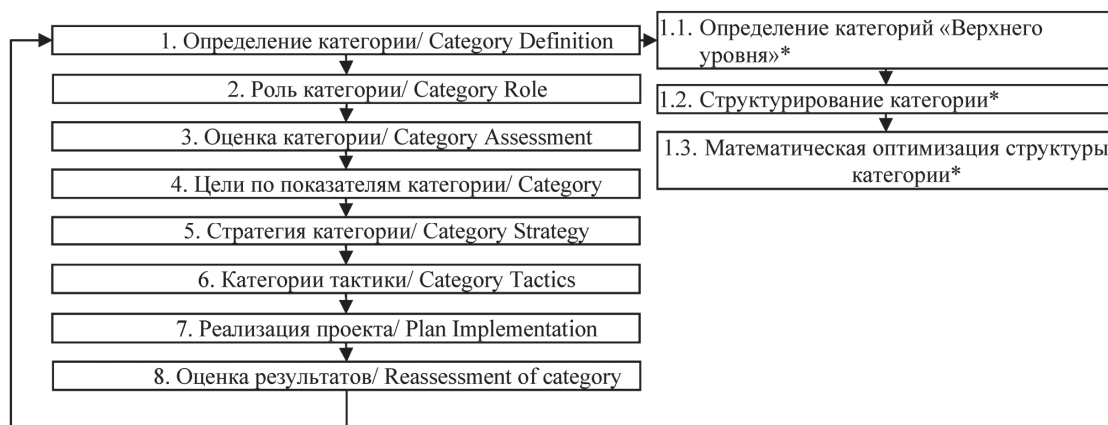 1. Определение категории/ Category Definition
2. Роль категории/ Category Role
3. Оценка категории/ Category Assessment
4. Цели по показателям категории/ Category
5. Стратегия категории/ Category Strategy
6. Категории тактики/ Category Tactics
7. Реализация проекта/ Plan Implementation
8. Оценка результатов/ Reassessment of category
1.1. Определение категорий «Верхнего
уровня»*
1.2. Структурирование категории*
1.3. Математическая оптимизация структуры
категории*